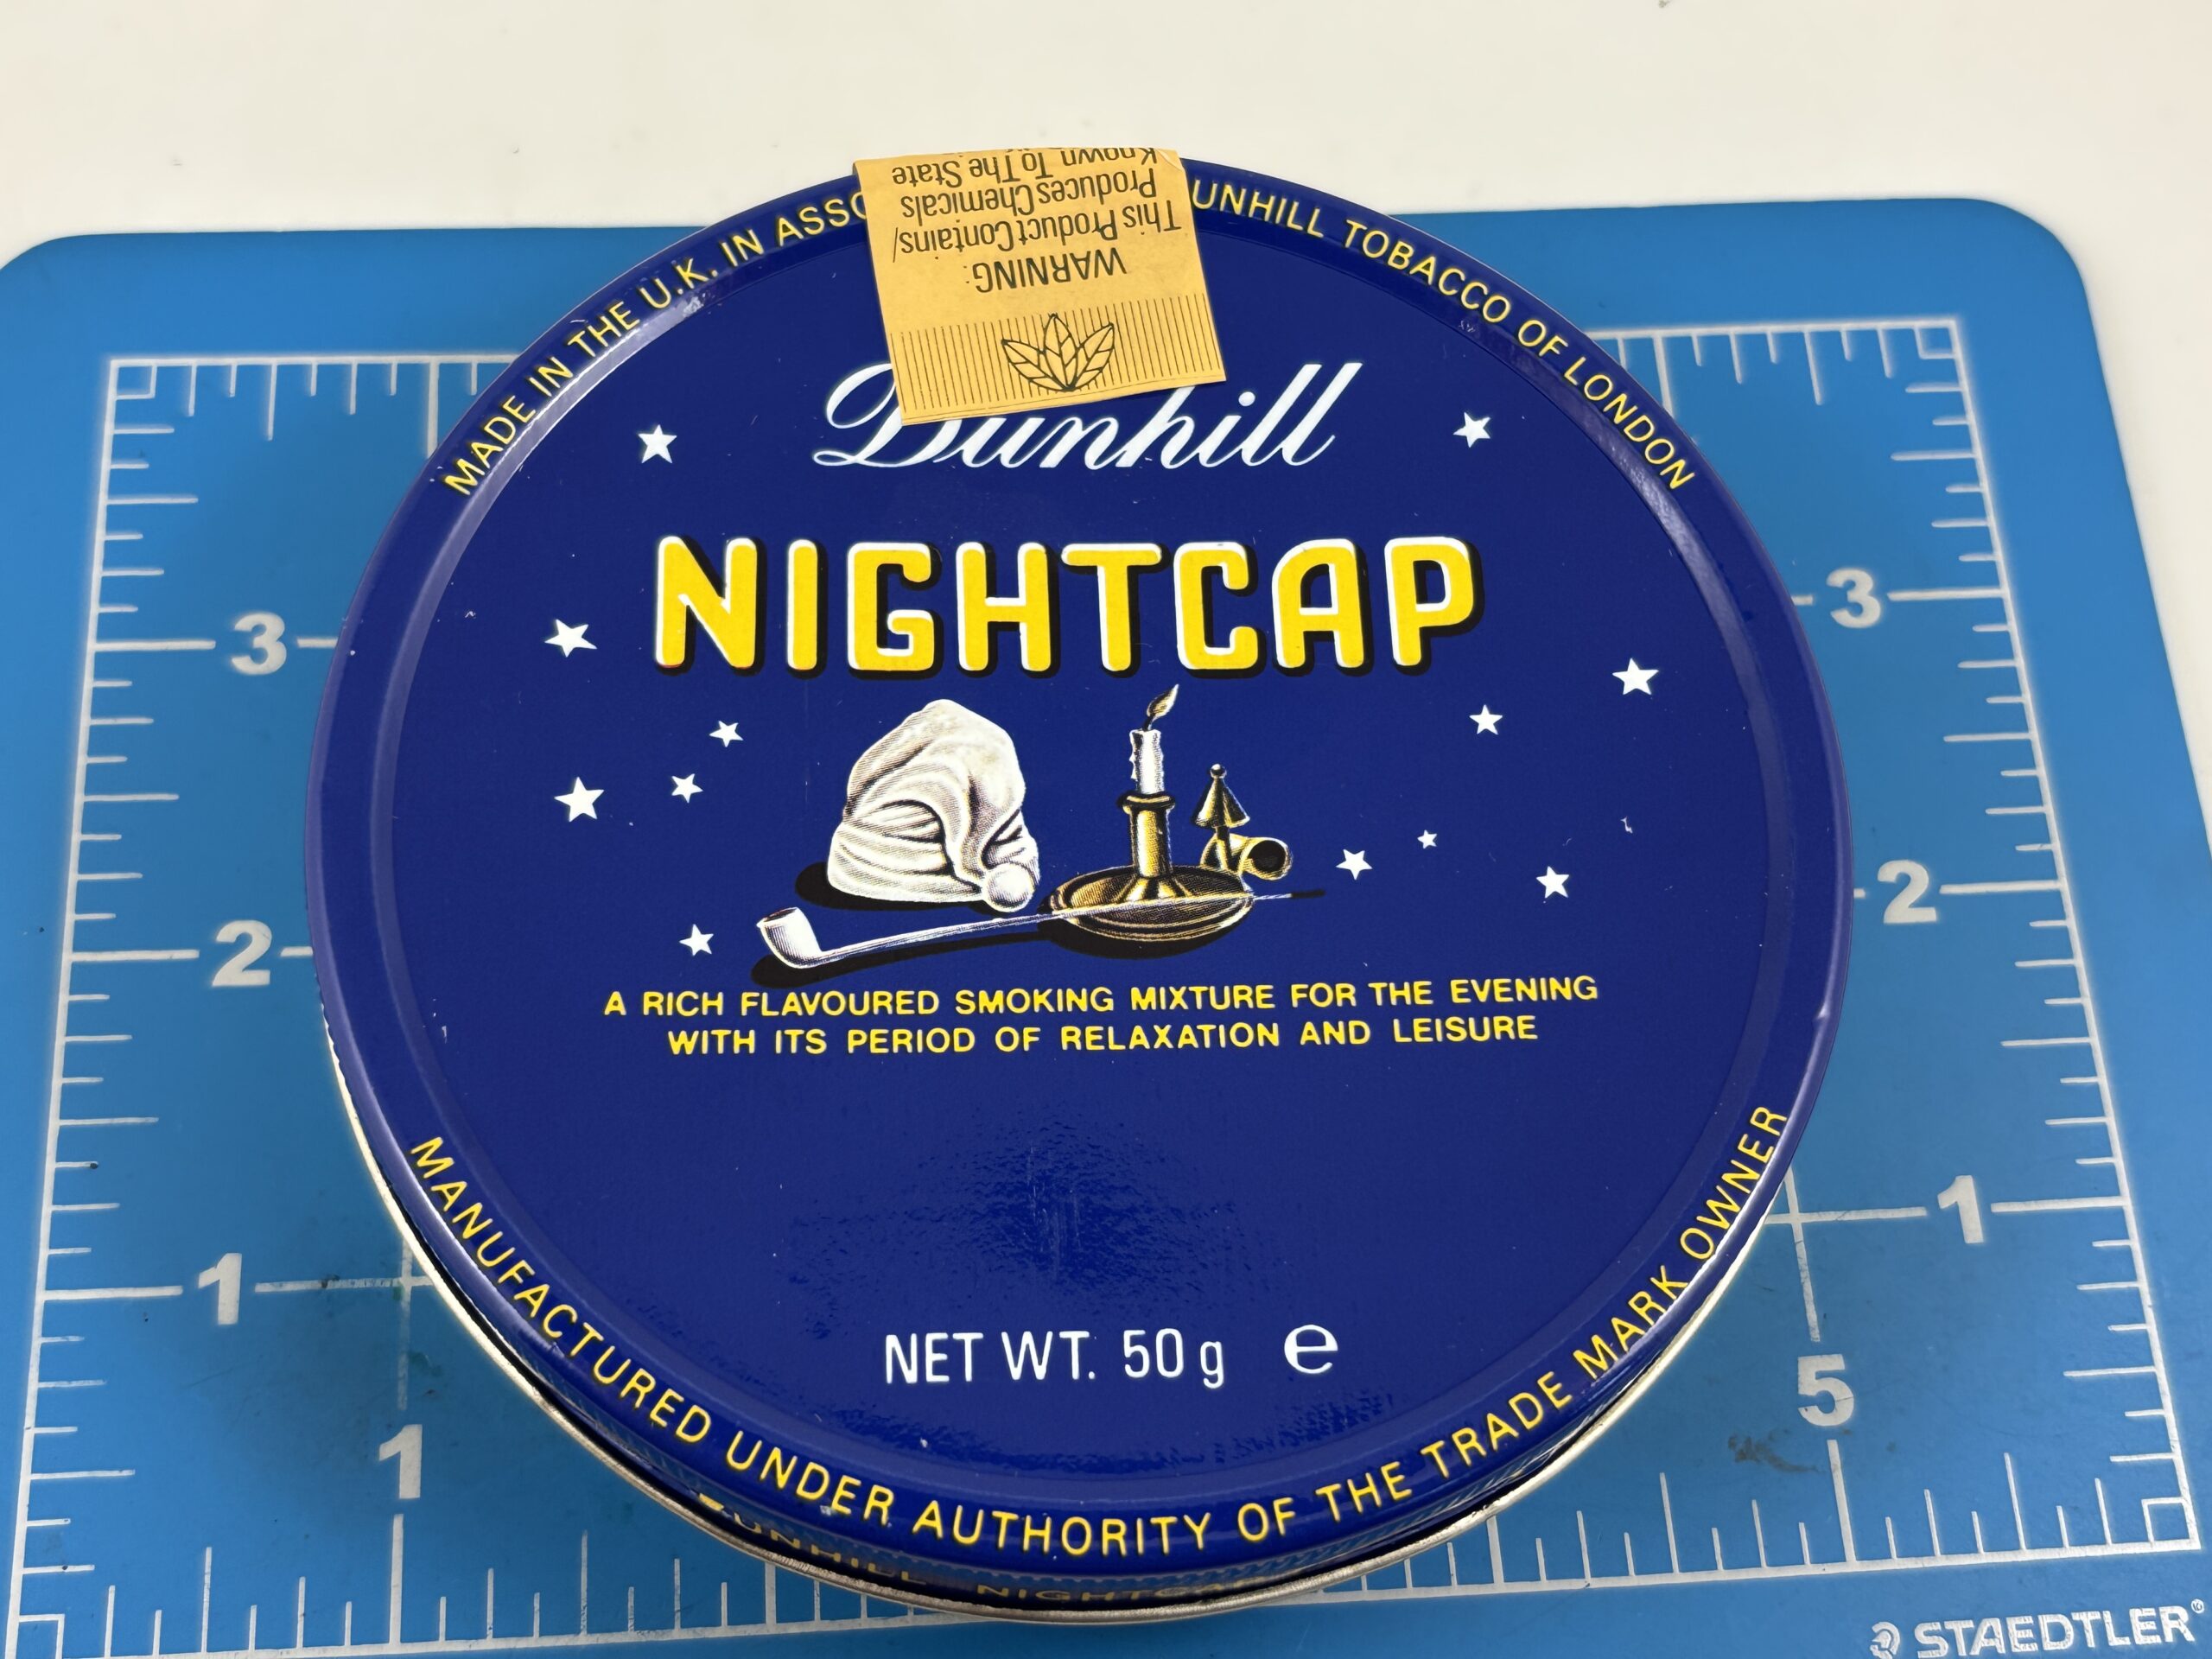 MADE IN THE U.K. IN ASSO
UNHILL TOBACCO OF LONDON
WARNING:
This Product Contains/
Produces Chemicals
Known To The State
Dunhill
NIGHTCAP
A RICH FLAVOURED SMOKING MIXTURE FOR THE EVENING
WITH ITS PERIOD OF RELAXATION AND LEISURE
NET WT. 50 g e
MANUFACTURED UNDER AUTHORITY OF THE TRADE MARK OWNER
DUNHILL NIGHTCAP
3
3
2
2
1
1
1
5
STAEDTLER®